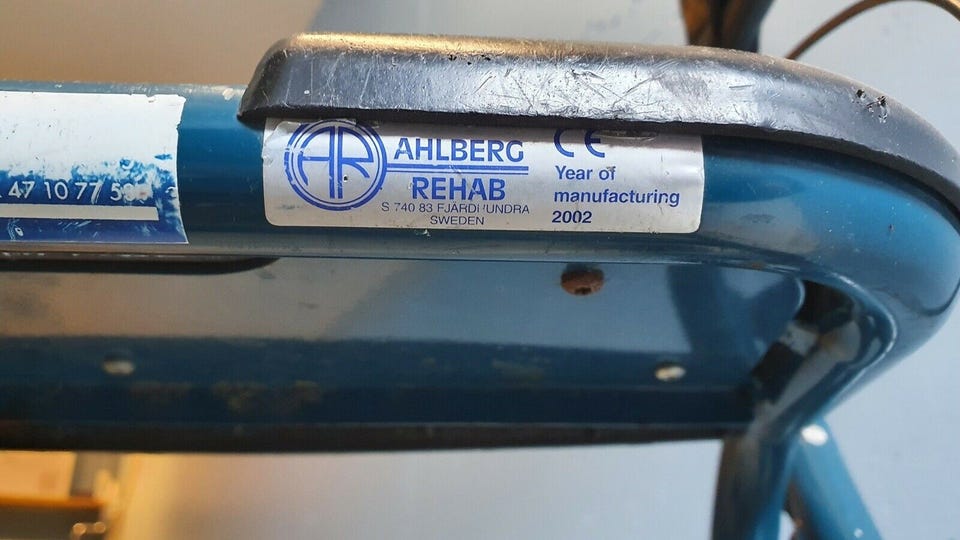 47 10 77 5
AR
AHLBERG
REHAB
S 740 83 FJÄRDHUNDRA
SWEDEN
CE
Year of
manufacturing
2002